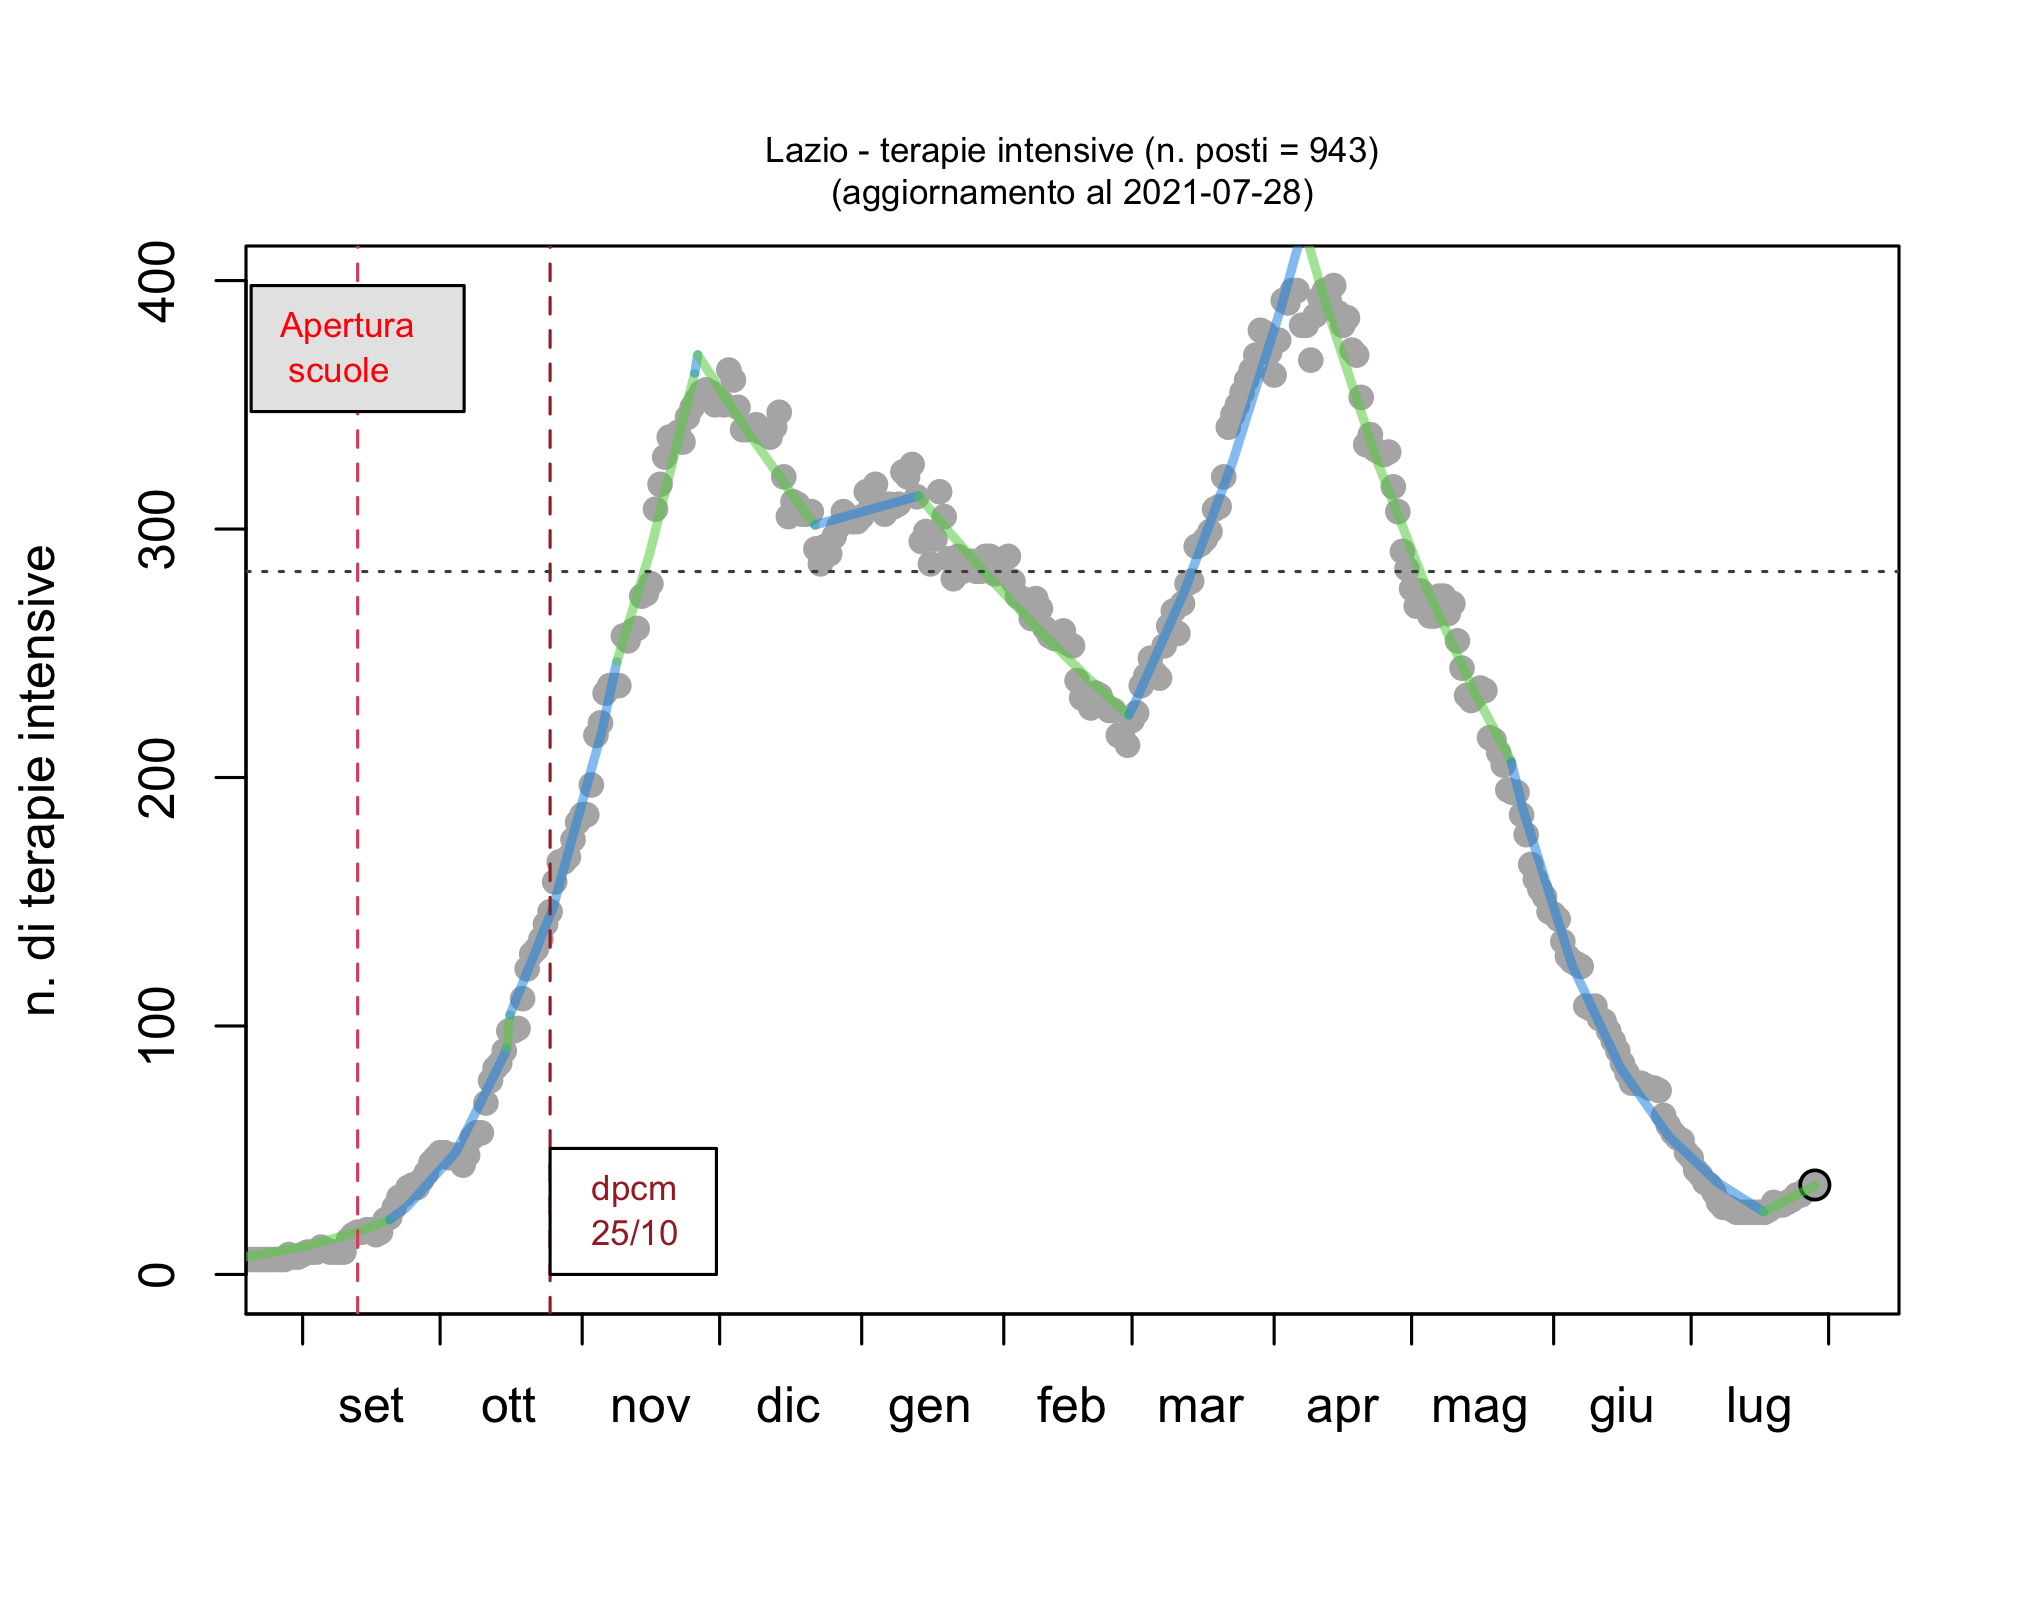 Lazio - terapie intensive (n. posti = 943)
(aggiornamento al 2021-07-28)
n. di terapie intensive
400
300
200
100
0
Apertura
scuole
dpcm
25/10
set ott nov dic gen feb mar apr mag giu lug